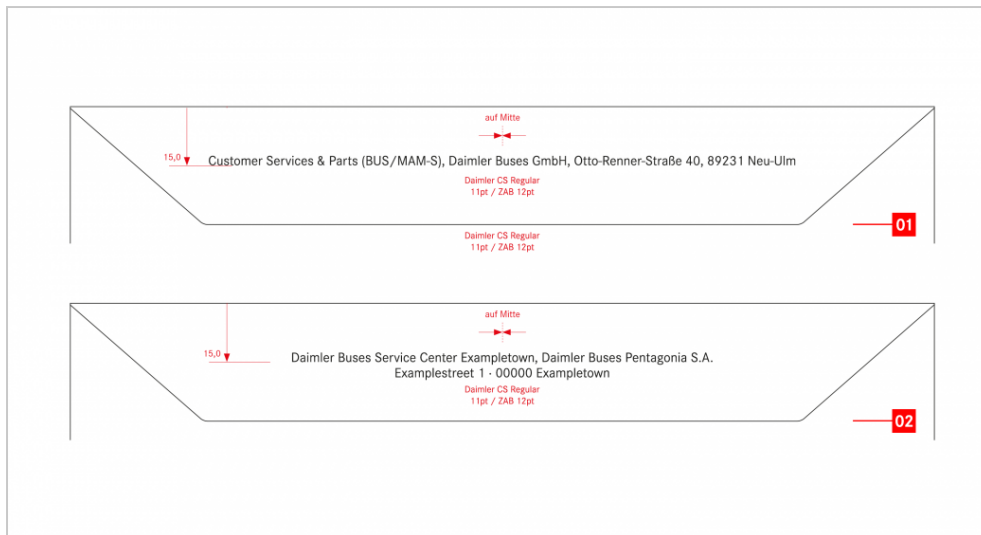 auf Mitte
15,0
Customer Services & Parts (BUS/MAM-S), Daimler Buses GmbH, Otto-Renner-Straße 40, 89231 Neu-Ulm
Daimler CS Regular
11pt / ZAB 12pt
01
Daimler CS Regular
11pt / ZAB 12pt
auf Mitte
15,0
Daimler Buses Service Center Exampletown, Daimler Buses Pentagonia S.A.
Examplestreet 1 · 00000 Exampletown
Daimler CS Regular
11pt / ZAB 12pt
02